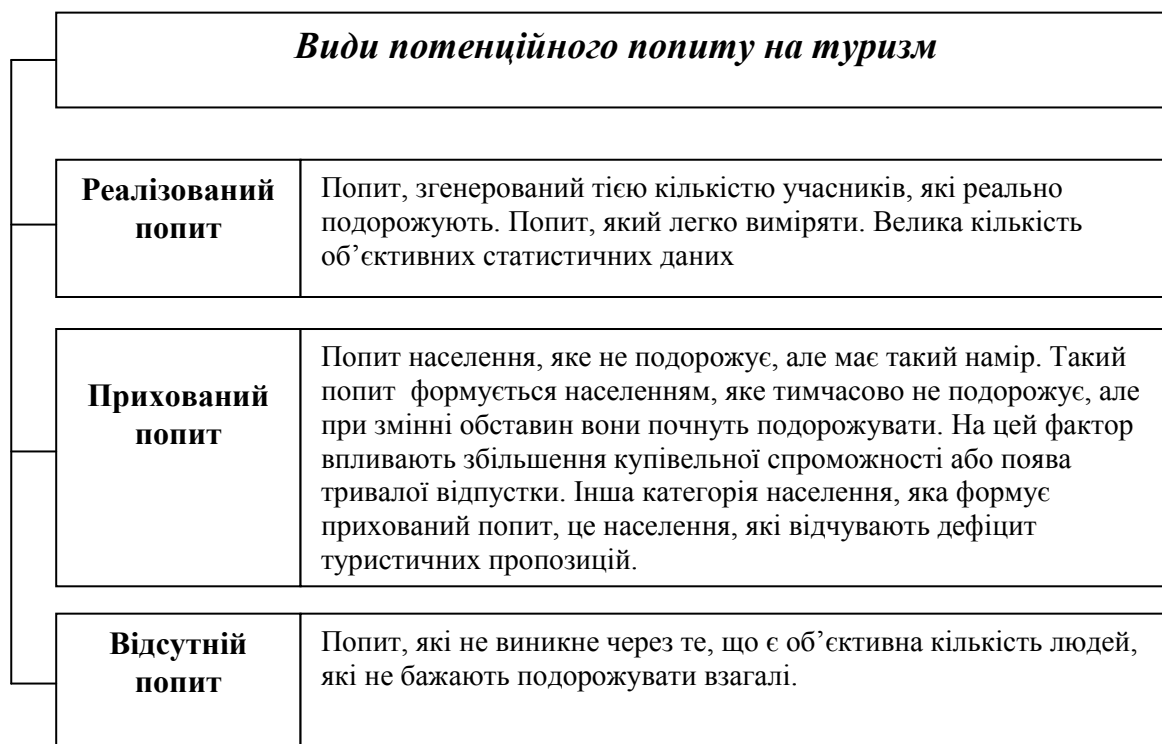 Види потенційного попиту на туризм
Реалізований
попит
Попит, згенерований тією кількістю учасників, які реально
подорожують. Попит, який легко виміряти. Велика кількість
об’єктивних статистичних даних
Прихований
попит
Попит населення, яке не подорожує, але має такий намір. Такий
попит формується населенням, яке тимчасово не подорожує, але
при змінні обставин вони почнуть подорожувати. На цей фактор
впливають збільшення купівельної спроможності або поява
тривалої відпустки. Інша категорія населення, яка формує
прихований попит, це населення, які відчувають дефіцит
туристичних пропозицій.
Відсутній
попит
Попит, які не виникне через те, що є об’єктивна кількість людей,
які не бажають подорожувати взагалі.